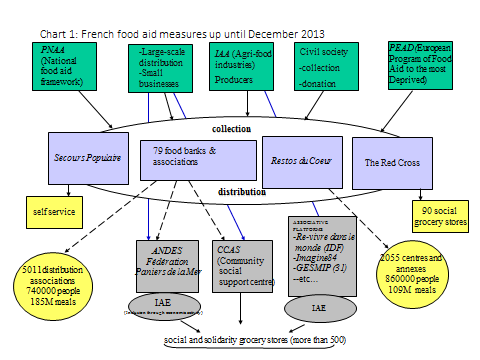 Chart 1: French food aid measures up until December 2013
PNAA
(National
food aid
framework)
-Large-scale
distribution
-Small
businesses
IAA (Agri-food
industries)
Producers
Civil society
-collection
-donation
PEAD (European
Program of Food
Aid to the most
Deprived)
collection
Secours Populaire
79 food banks &
associations
Restos du Coeur
The Red Cross
distribution
self service
90 social
grocery stores
5011distribution
associations
740000 people
185M meals
ANDES
Fédération
Paniers de la Mer
CCAS
(Community
social
support centre)
ASSOCIATIVE
PLATFORMS
-Re-vivre dans le
monde (IDF)
-Imagine84
-GESMIP (31)
--etc...
2055 centres and
annexes
860000 people
109M meals
IAE
(Inclusion through economic activity)
IAE
social and solidarity grocery stores (more than 500)